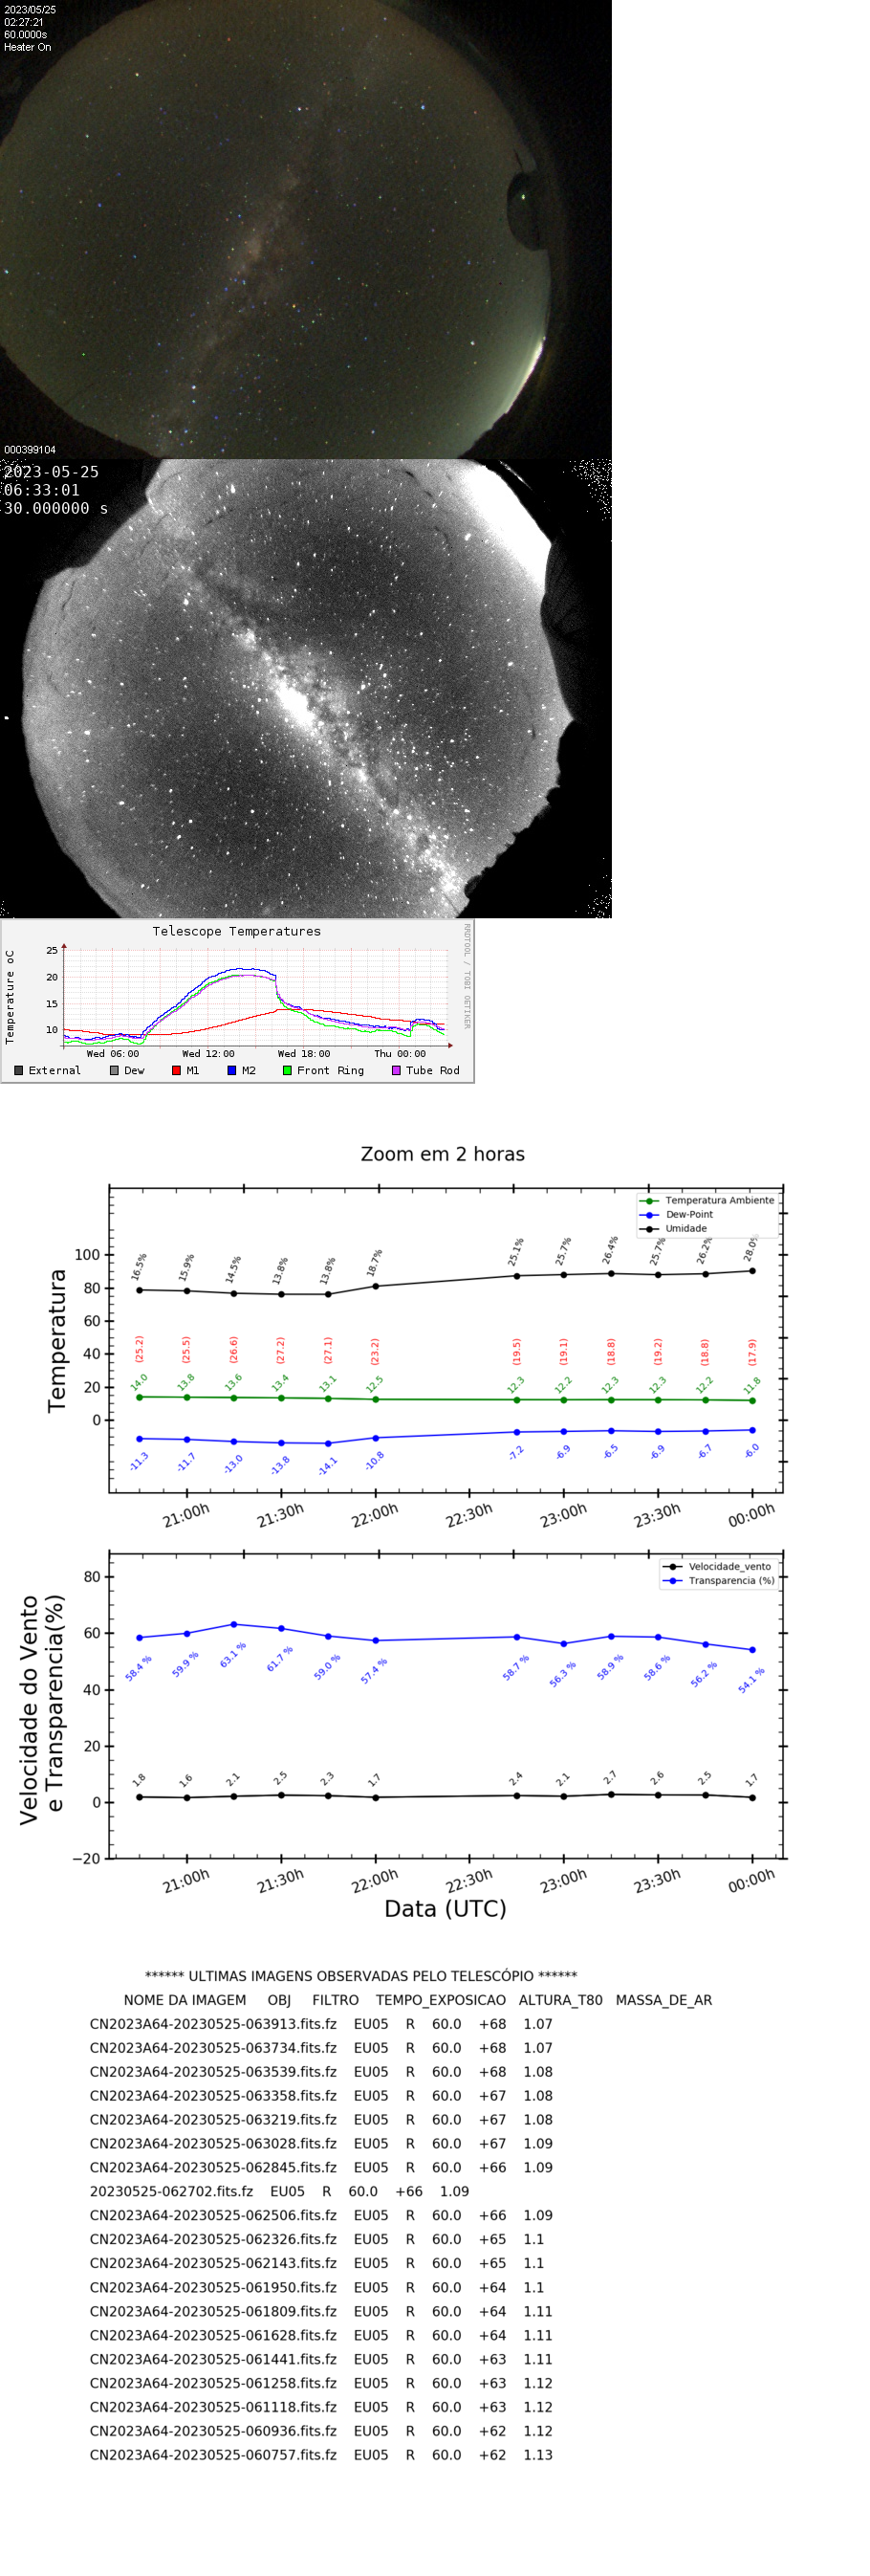 2023/05/25
02:27:21
60.0000s
Heater On
000399104
2023-05-25
06:33:01
30.000000 s
Telescope Temperatures
RRDTOOL / TOBI OETIKER
Temperature oC
25
20
15
10
Wed 06:00 Wed 12:00 Wed 18:00 Thu 00:00
External Dew M1 M2 Front Ring Tube Rod
Zoom em 2 horas
Temperatura Ambiente
Dew-Point
Umidade
Temperatura
100
80
60
40
20
0
16.5% 15.9% 14.5% 13.8% 13.8% 18.7% 25.1% 25.7% 26.4% 25.7% 26.2% 28.0%
(25.2) (25.5) (26.6) (27.2) (27.1) (23.2) (19.5) (19.1) (18.8) (19.2) (18.8) (17.9)
14.0 13.8 13.6 13.4 13.1 12.5 12.3 12.2 12.3 12.3 12.2 11.8
-11.3 -11.7 -13.0 -13.8 -14.1 -10.8 -7.2 -6.9 -6.5 -6.9 -6.7 -6.0
21:00h 21:30h 22:00h 22:30h 23:00h 23:30h 00:00h
Velocidade_vento
Transparencia (%)
Velocidade do Vento
e Transparencia(%)
80
60
40
20
0
−20
58.4 % 59.9 % 63.1 % 61.7 % 59.0 % 57.4 % 58.7 % 56.3 % 58.9 % 58.6 % 56.2 % 54.1 %
1.8 1.6 2.1 2.5 2.3 1.7 2.4 2.1 2.7 2.6 2.5 1.7
21:00h 21:30h 22:00h 22:30h 23:00h 23:30h 00:00h
Data (UTC)
****** ULTIMAS IMAGENS OBSERVADAS PELO TELESCÓPIO ******
NOME DA IMAGEM OBJ FILTRO TEMPO_EXPOSICAO ALTURA_T80 MASSA_DE_AR
CN2023A64-20230525-063913.fits.fz EU05 R 60.0 +68 1.07
CN2023A64-20230525-063734.fits.fz EU05 R 60.0 +68 1.07
CN2023A64-20230525-063539.fits.fz EU05 R 60.0 +68 1.08
CN2023A64-20230525-063358.fits.fz EU05 R 60.0 +67 1.08
CN2023A64-20230525-063219.fits.fz EU05 R 60.0 +67 1.08
CN2023A64-20230525-063028.fits.fz EU05 R 60.0 +67 1.09
CN2023A64-20230525-062845.fits.fz EU05 R 60.0 +66 1.09
20230525-062702.fits.fz EU05 R 60.0 +66 1.09
CN2023A64-20230525-062506.fits.fz EU05 R 60.0 +66 1.09
CN2023A64-20230525-062326.fits.fz EU05 R 60.0 +65 1.1
CN2023A64-20230525-062143.fits.fz EU05 R 60.0 +65 1.1
CN2023A64-20230525-061950.fits.fz EU05 R 60.0 +64 1.1
CN2023A64-20230525-061809.fits.fz EU05 R 60.0 +64 1.11
CN2023A64-20230525-061628.fits.fz EU05 R 60.0 +64 1.11
CN2023A64-20230525-061441.fits.fz EU05 R 60.0 +63 1.11
CN2023A64-20230525-061258.fits.fz EU05 R 60.0 +63 1.12
CN2023A64-20230525-061118.fits.fz EU05 R 60.0 +63 1.12
CN2023A64-20230525-060936.fits.fz EU05 R 60.0 +62 1.12
CN2023A64-20230525-060757.fits.fz EU05 R 60.0 +62 1.13